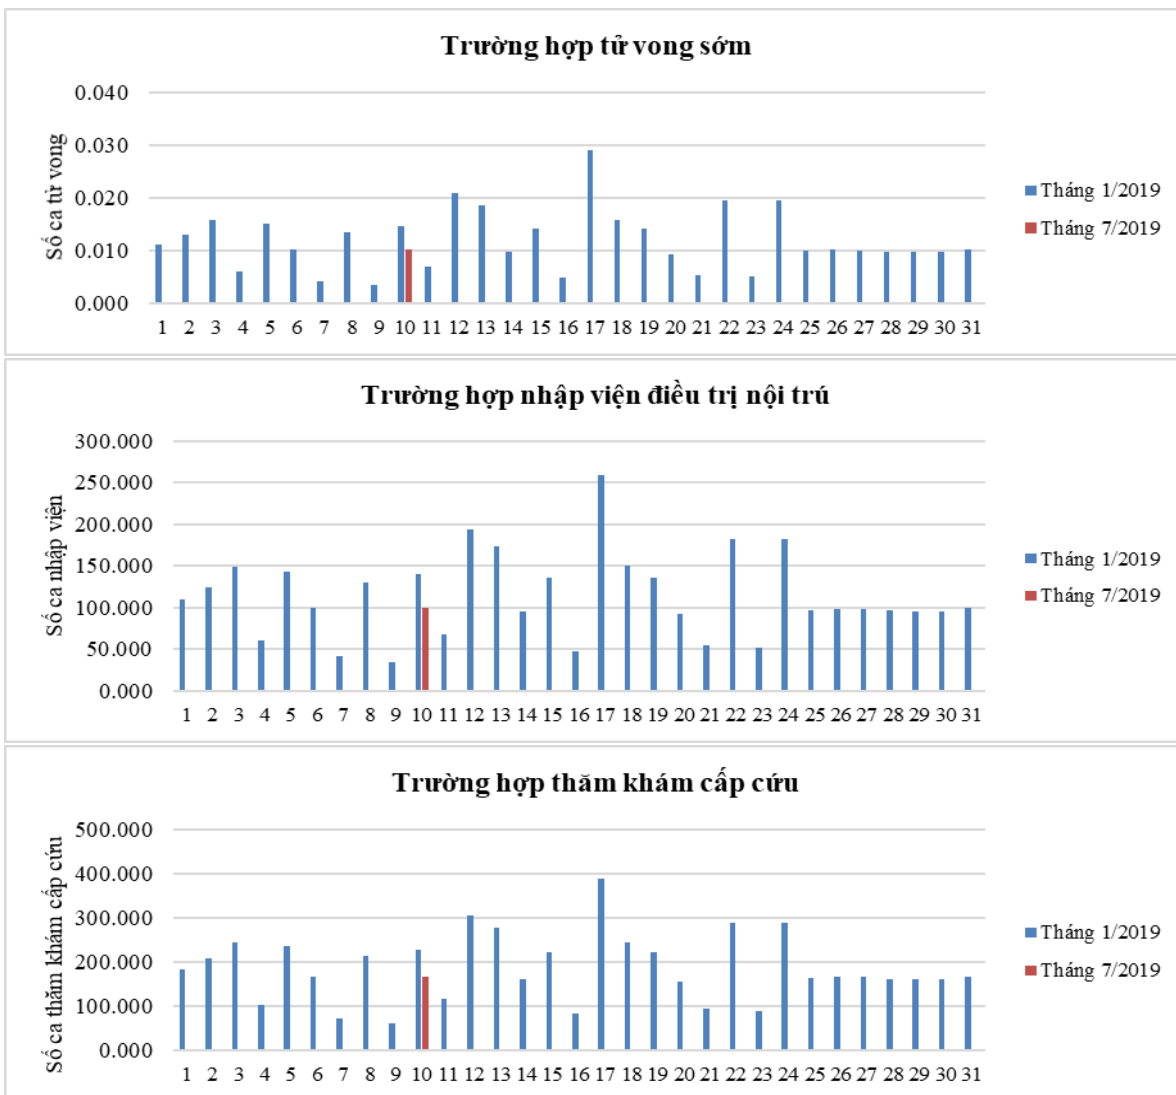 Trường hợp tử vong sớm
Số ca tử vong
0.040
0.030
0.020
0.010
0.000
1 2 3 4 5 6 7 8 9 10 11 12 13 14 15 16 17 18 19 20 21 22 23 24 25 26 27 28 29 30 31
Tháng 1/2019
Tháng 7/2019
Trường hợp nhập viện điều trị nội trú
Số ca nhập viện
300.000
250.000
200.000
150.000
100.000
50.000
0.000
1 2 3 4 5 6 7 8 9 10 11 12 13 14 15 16 17 18 19 20 21 22 23 24 25 26 27 28 29 30 31
Tháng 1/2019
Tháng 7/2019
Trường hợp thăm khám cấp cứu
Số ca thăm khám cấp cứu
500.000
400.000
300.000
200.000
100.000
0.000
1 2 3 4 5 6 7 8 9 10 11 12 13 14 15 16 17 18 19 20 21 22 23 24 25 26 27 28 29 30 31
Tháng 1/2019
Tháng 7/2019